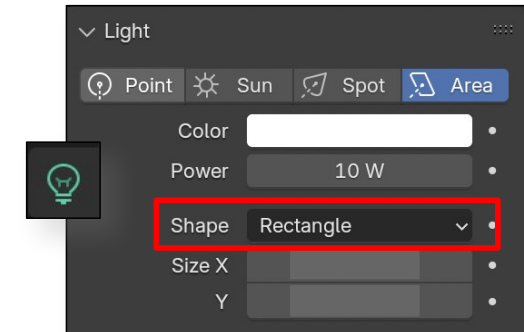 Light
Point Sun Spot Area
Color
Power 10 W
Shape Rectangle
Size X
Y